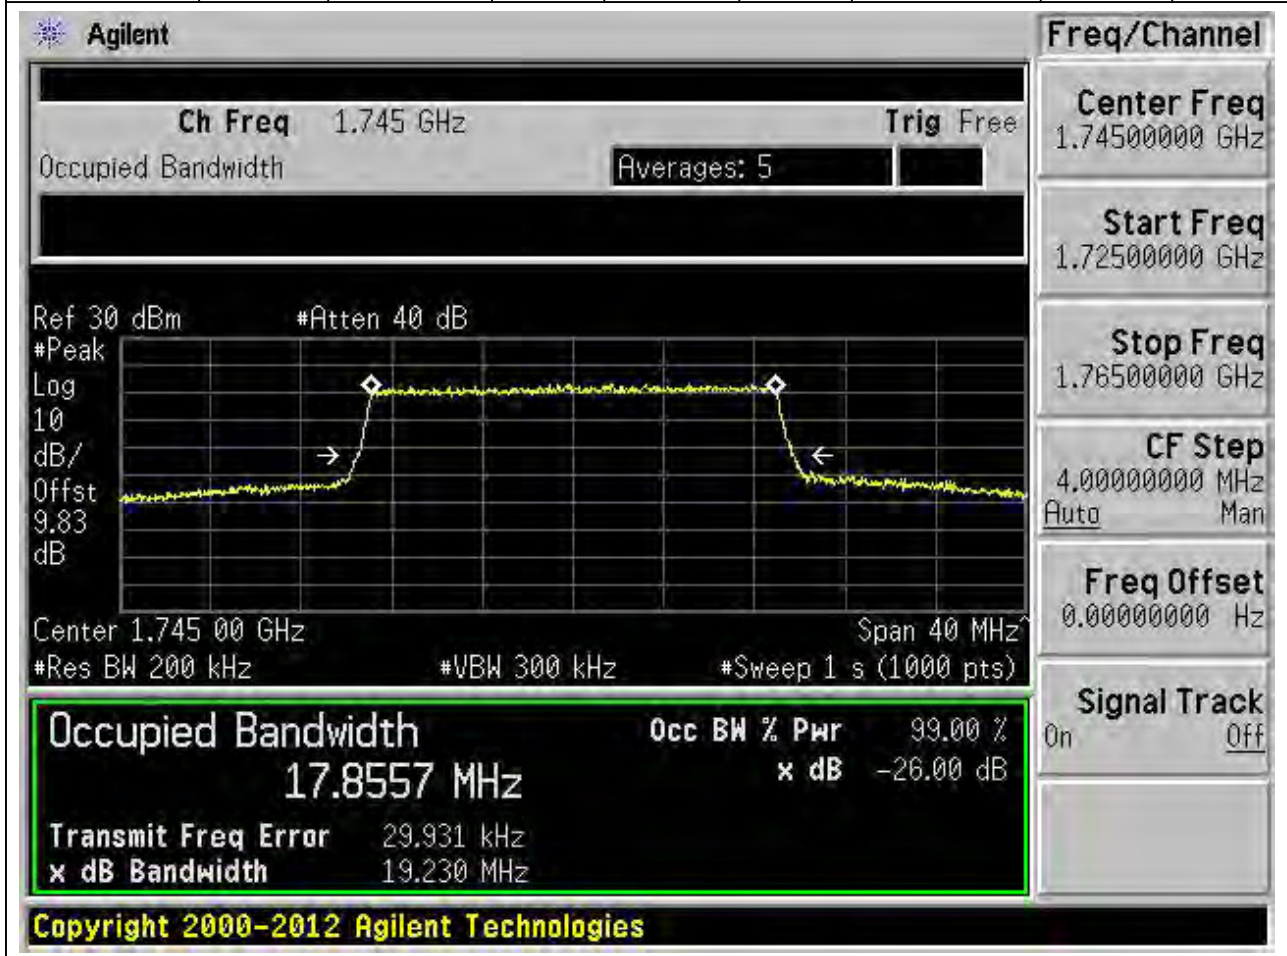 Agilent
Freq/Channel
Ch Freq 1.745 GHz Trig Free
Occupied Bandwidth Averages: 5
Center Freq
1.74500000 GHz
Start Freq
1.72500000 GHz
Stop Freq
1.76500000 GHz
CF Step
4.00000000 MHz
Auto Man
Freq Offset
0.00000000 Hz
Signal Track
On Off
Ref 30 dBm #Atten 40 dB
#Peak
Log
10
dB/
Offst
9.83
dB
Center 1.745 00 GHz Span 40 MHz^
#Res BW 200 kHz #VBW 300 kHz #Sweep 1 s (1000 pts)
Occupied Bandwidth Occ BW % Pwr 99.00 %
17.8557 MHz x dB -26.00 dB
Transmit Freq Error 29.931 kHz
x dB Bandwidth 19.230 MHz
Copyright 2000-2012 Agilent Technologies